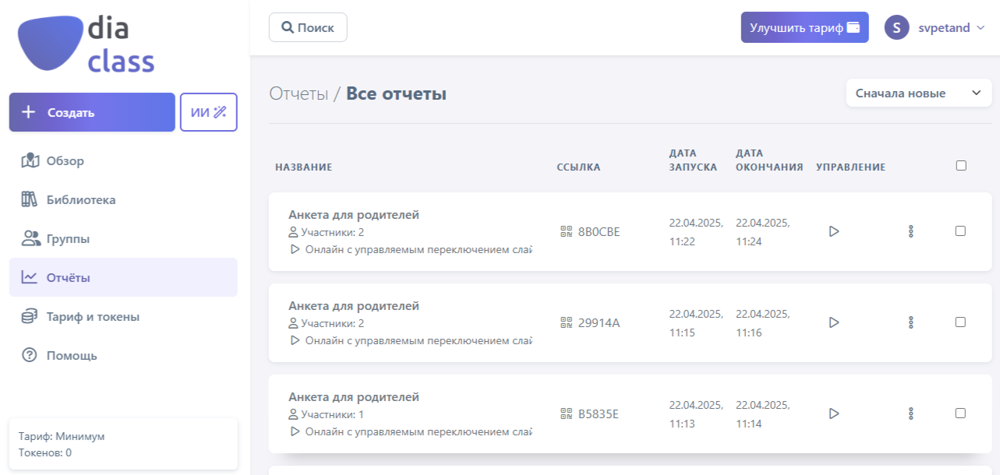 dia
class
Поиск
Улучшить тариф
S
svpetand
Создать
ИИ
Обзор
Библиотека
Группы
Отчёты
Тариф и токены
Помощь
Тариф: Минимум
Токенов: 0
Отчеты / Все отчеты
Сначала новые
НАЗВАНИЕ
ССЫЛКА
ДАТА
ЗАПУСКА
ДАТА
ОКОНЧАНИЯ
УПРАВЛЕНИЕ
Анкета для родителей
Участники: 2
Онлайн с управляемым переключением слай
8B0CBE
22.04.2025,
11:22
22.04.2025,
11:24
Анкета для родителей
Участники: 2
Онлайн с управляемым переключением слай
29914A
22.04.2025,
11:15
22.04.2025,
11:16
Анкета для родителей
Участники: 1
Онлайн с управляемым переключением слай
B5835E
22.04.2025,
11:13
22.04.2025,
11:14